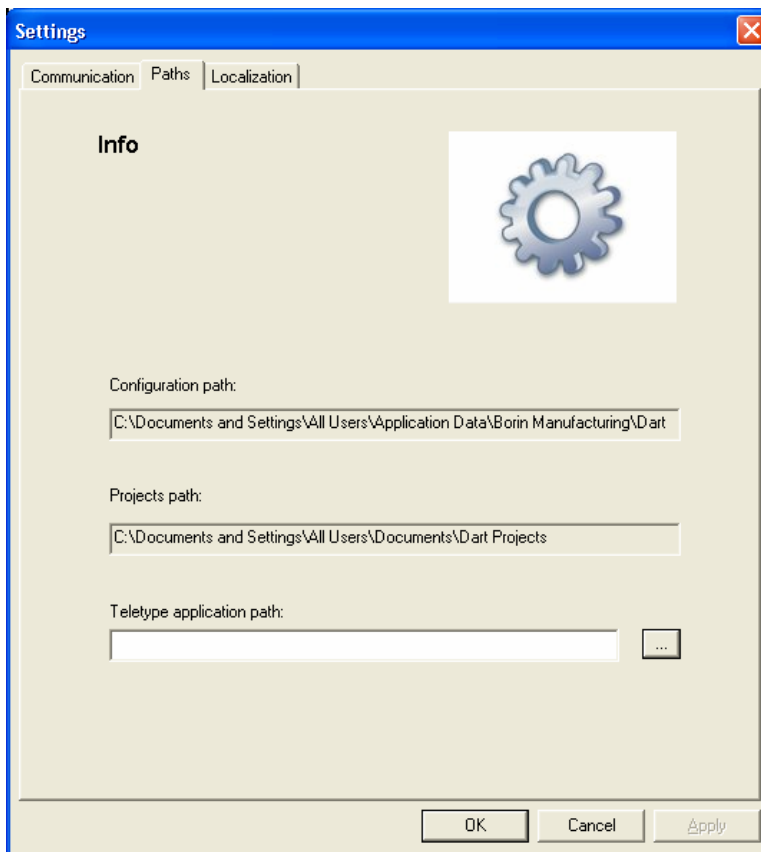 Settings
Communication Paths Localization
Info
Configuration path:
C:\Documents and Settings\All Users\Application Data\Borin Manufacturing\Dart
Projects path:
C:\Documents and Settings\All Users\Documents\Dart Projects
Teletype application path:
...
OK Cancel Apply